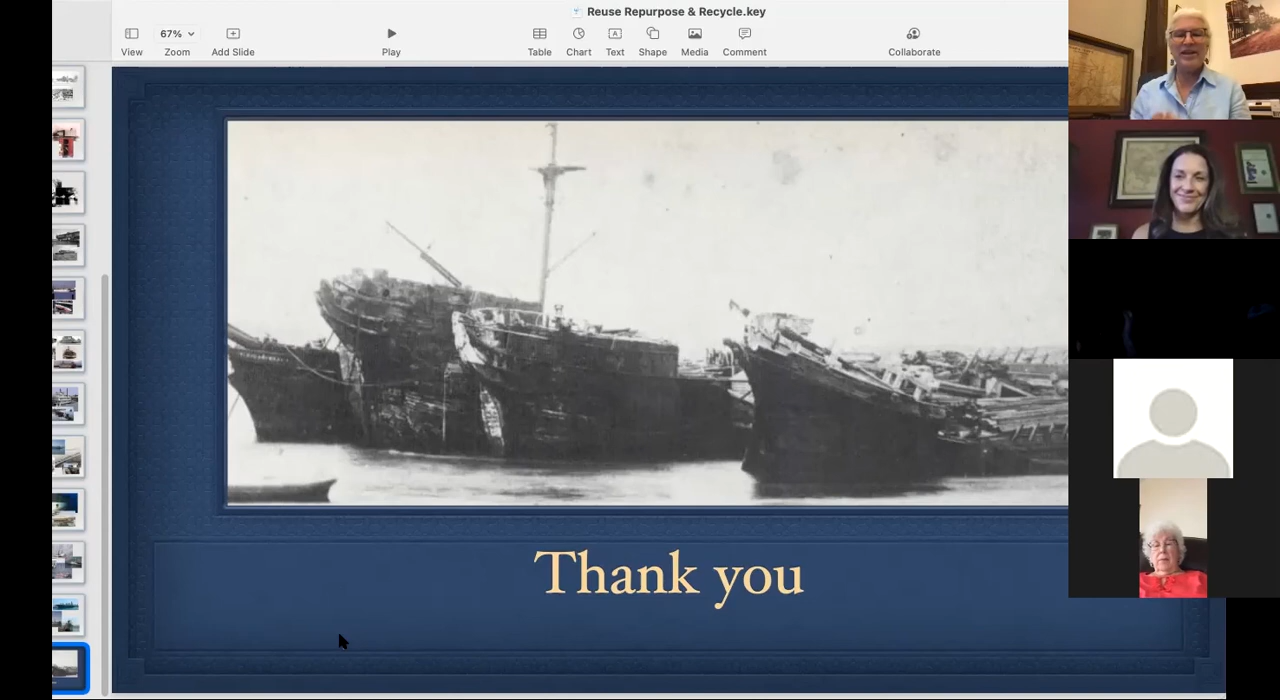 Reuse Repurpose & Recycle.key
67%
View
Zoom
Add Slide
Play
Table
Chart
Text
Shape
Media
Comment
Collaborate
Thank you